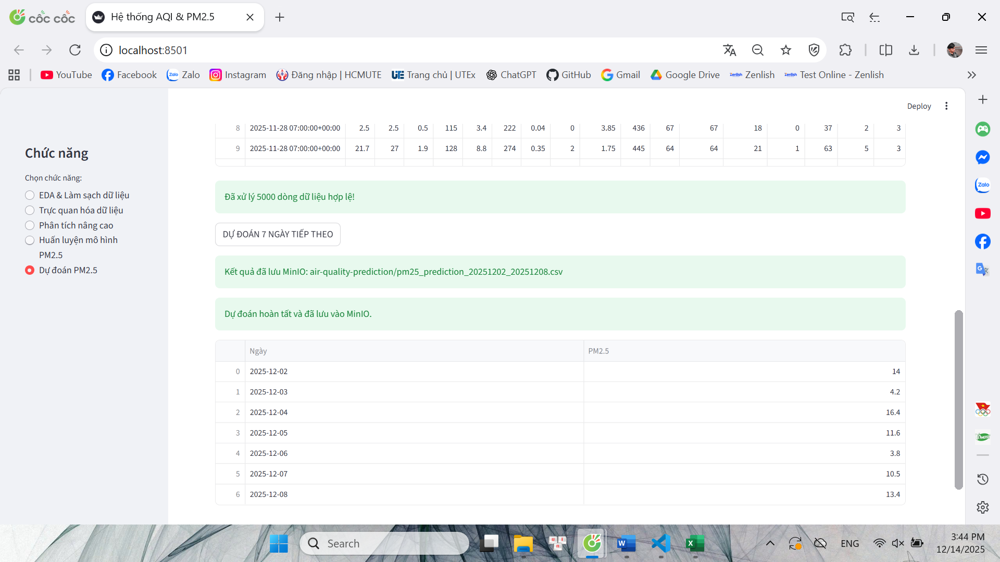 cốc cốc
Hệ thống AQI & PM2.5
localhost:8501
YouTube
Facebook
Zalo
Zalo
Instagram
Đăng nhập | HCMUTE
UE
Trang chủ | UTEx
ChatGPT
GitHub
Gmail
Google Drive
Zenlish
Zenlish
Zenlish
Test Online - Zenlish
Deploy
Chức năng
Chọn chức năng:
EDA & Làm sạch dữ liệu
Trực quan hóa dữ liệu
Phân tích nâng cao
Huấn luyện mô hình
PM2.5
Dự đoán PM2.5
8 2025-11-28 07:00:00+00:00 2.5 2.5 0.5 115 3.4 222 0.04 0 3.85 436 67 67 18 0 37 2 3
9 2025-11-28 07:00:00+00:00 21.7 27 1.9 128 8.8 274 0.35 2 1.75 445 64 64 21 1 63 5 3
Đã xử lý 5000 dòng dữ liệu hợp lệ!
DỰ ĐOÁN 7 NGÀY TIẾP THEO
Kết quả đã lưu MinIO: air-quality-prediction/pm25_prediction_20251202_20251208.csv
Dự đoán hoàn tất và đã lưu vào MinIO.
Ngày PM2.5
0 2025-12-02 14
1 2025-12-03 4.2
2 2025-12-04 16.4
3 2025-12-05 11.6
4 2025-12-06 3.8
5 2025-12-07 10.5
6 2025-12-08 13.4
Zalo
Search
ENG
3:44 PM
12/14/2025